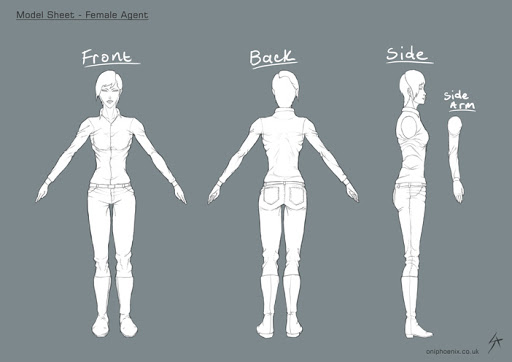 Model Sheet - Female Agent
Front
Back
Side
Side
Arm
oniphoenix.co.uk